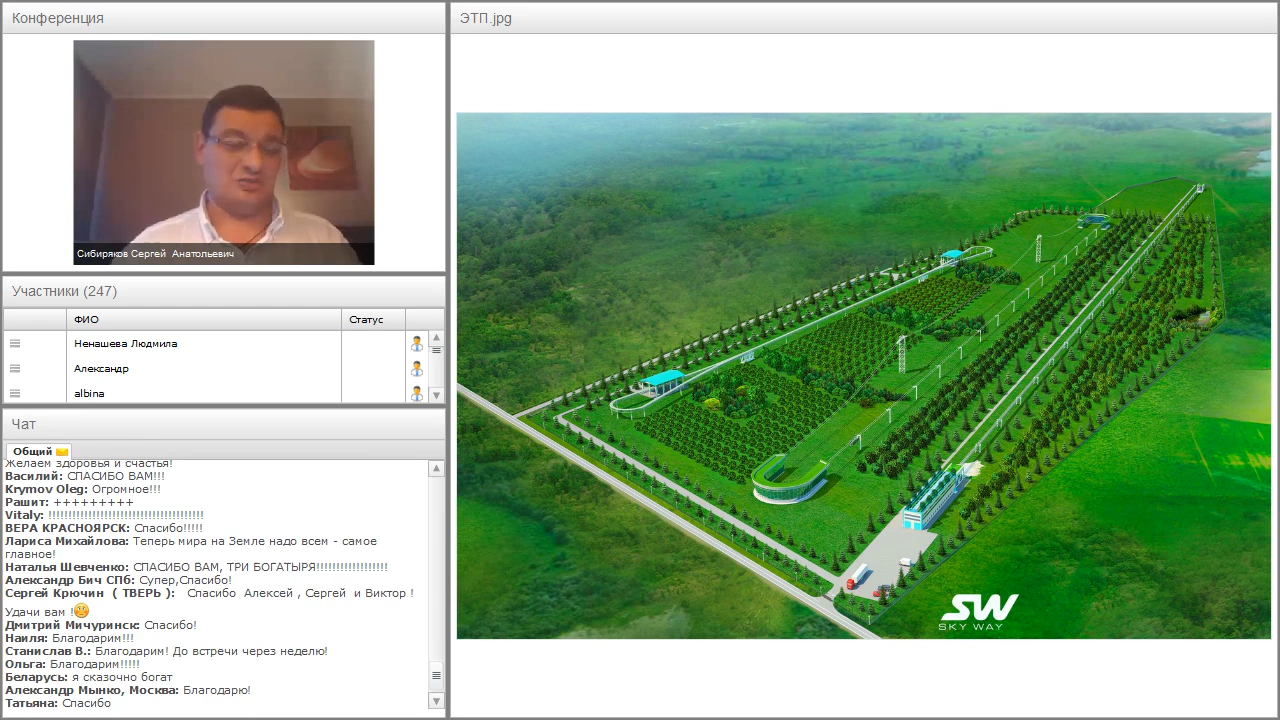 Конференция
Сибиряков Сергей  Анатольевич
Участники (247)
ФИО
Статус
Ненашева Людмила
Александр
albina
Чат
Общий
Желаем здоровья и счастья!
Василий: СПАСИБО ВАМ!!!
Krymov Oleg: Огромное!!!
Рашит: +++++++++
Vitaly: !!!!!!!!!!!!!!!!!!!!!!!!!!!!!!!!!!!!!!!
ВЕРА КРАСНОЯРСК: Спасибо!!!!!
Лариса Михайлова: Теперь мира на Земле надо всем - самое
главное!
Наталья Шевченко: СПАСИБО ВАМ, ТРИ БОГАТЫРЯ!!!!!!!!!!!!!!!!!!
Александр Бич СПб: Супер,Спасибо!
Сергей Крючин  ( ТВЕРЬ ):   Спасибо  Алексей , Сергей  и Виктор !
Удачи вам !
Дмитрий Мичуринск: Спасибо!
Наиля: Благодарим!!!
Станислав В.: Благодарим! До встречи через неделю!
Ольга: Благодарим!!!!!
Беларусь: я сказочно богат
Александр Мынко, Москва: Благодарю!
Татьяна: Спасибо
ЭТП.jpg
SW
SKY WAY